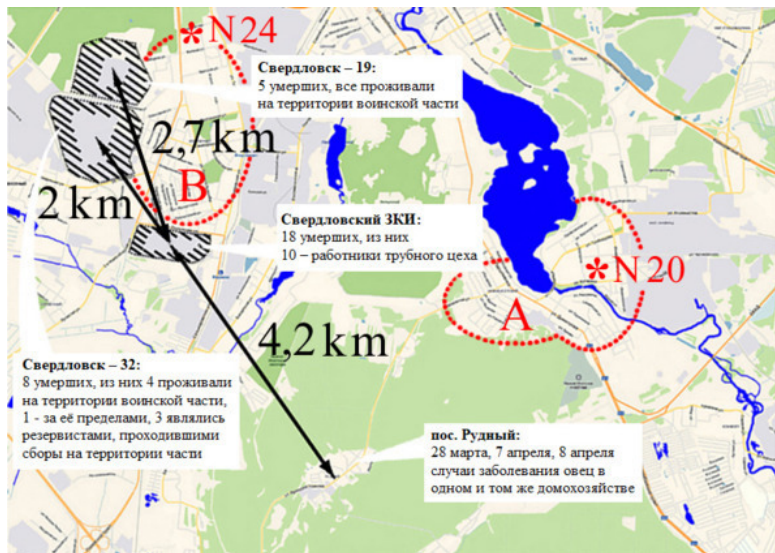 * N 24
Свердловск – 19:
5 умерших, все проживали
на территории воинской части
2,7 km
B
2 km
Свердловский ЗКИ:
18 умерших, из них
10 – работники трубного цеха
* N 20
A
4,2 km
Свердловск – 32:
8 умерших, из них 4 проживали
на территории воинской части,
1 - за её пределами, 3 являлись
резервистами, проходившими
сборы на территории части
пос. Рудный:
28 марта, 7 апреля, 8 апреля
случаи заболевания овец в
одном и том же домохозяйстве